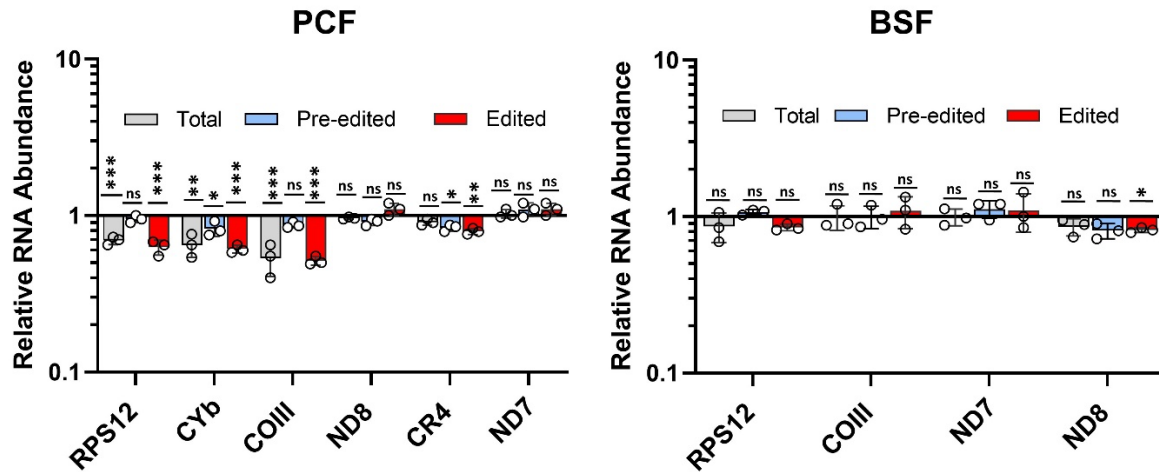 PCF
Relative RNA Abundance
10
1
0.1
Total Pre-edited Edited
*** ns *** ** * *** *** ns *** ns ns ns ns * ** ns ns ns
RPS12 CYb COIII ND8 CR4 ND7
BSF
Relative RNA Abundance
10
1
0.1
Total Pre-edited Edited
ns ns ns ns ns ns ns ns ns ns ns *
RPS12 COIII ND7 ND8